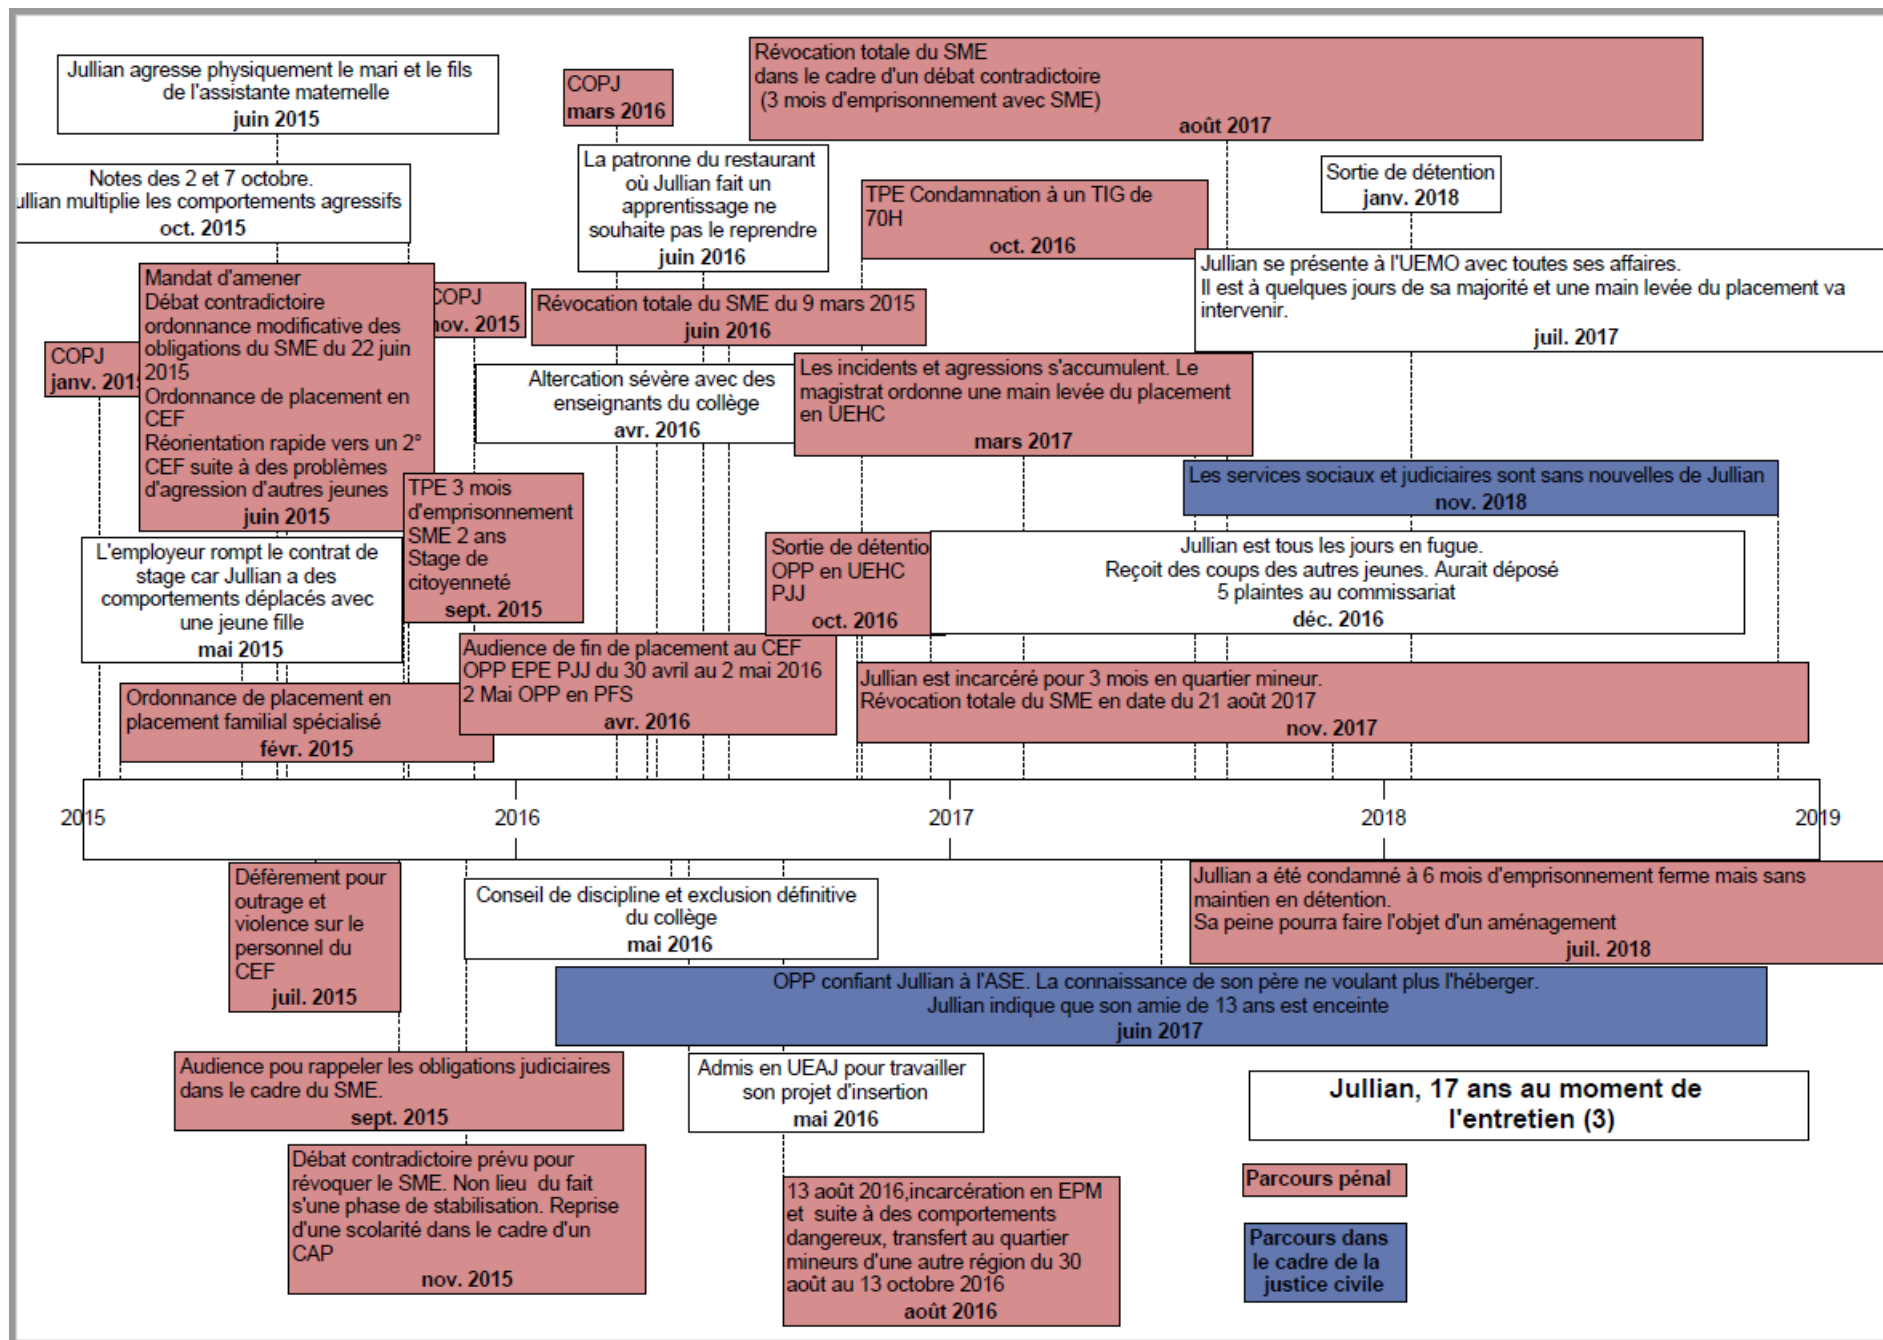 Jullian agresse physiquement le mari et le fils
de l'assistante maternelle
juin 2015
Notes des 2 et 7 octobre.
ullian multiplie les comportements agressifs
oct. 2015
Mandat d'amener
Débat contradictoire
ordonnance modificative des
obligations du SME du 22 juin
2015
Ordonnance de placement en
CEF
Réorientation rapide vers un 2°
CEF suite à des problèmes
d'agression d'autres jeunes
juin 2015
COPJ
janv. 2015
COPJ
nov. 2015
L'employeur rompt le contrat de
stage car Jullian a des
comportements déplacés avec
une jeune fille
mai 2015
Ordonnance de placement en
placement familial spécialisé
févr. 2015
TPE 3 mois
d'emprisonnement
SME 2 ans
Stage de
citoyenneté
sept. 2015
COPJ
mars 2016
La patronne du restaurant
où Jullian fait un
apprentissage ne
souhaite pas le reprendre
juin 2016
Révocation totale du SME du 9 mars 2015
juin 2016
Altercation sévère avec des
enseignants du collège
avr. 2016
Audience de fin de placement au CEF
OPP EPE PJJ du 30 avril au 2 mai 2016
2 Mai OPP en PFS
avr. 2016
Révocation totale du SME
dans le cadre d'un débat contradictoire
(3 mois d'emprisonnement avec SME)
août 2017
TPE Condamnation à un TIG de
70H
oct. 2016
Sortie de détention
janv. 2018
Jullian se présente à l'UEMO avec toutes ses affaires.
Il est à quelques jours de sa majorité et une main levée du placement va
intervenir.
juil. 2017
Les incidents et agressions s'accumulent. Le
magistrat ordonne une main levée du placement
en UEHC
mars 2017
Les services sociaux et judiciaires sont sans nouvelles de Jullian
nov. 2018
Sortie de détentio
OPP en UEHC
PJJ
oct. 2016
Jullian est tous les jours en fugue.
Reçoit des coups des autres jeunes. Aurait déposé
5 plaintes au commissariat
déc. 2016
Jullian est incarcéré pour 3 mois en quartier mineur.
Révocation totale du SME en date du 21 août 2017
nov. 2017
2015
2016
2017
2018
2019
Défèrement pour
outrage et
violence sur le
personnel du
CEF
juil. 2015
Conseil de discipline et exclusion définitive
du collège
mai 2016
Jullian a été condamné à 6 mois d'emprisonnement ferme mais sans
maintien en détention.
Sa peine pourra faire l'objet d'un aménagement
juil. 2018
OPP confiant Jullian à l'ASE. La connaissance de son père ne voulant plus l'héberger.
Jullian indique que son amie de 13 ans est enceinte
juin 2017
Audience pou rappeler les obligations judiciaires
dans le cadre du SME.
sept. 2015
Admis en UEAJ pour travailler
son projet d'insertion
mai 2016
Débat contradictoire prévu pour
révoquer le SME. Non lieu du fait
s'une phase de stabilisation. Reprise
d'une scolarité dans le cadre d'un
CAP
nov. 2015
13 août 2016,incarcération en EPM
et suite à des comportements
dangereux, transfert au quartier
mineurs d'une autre région du 30
août au 13 octobre 2016
août 2016
Jullian, 17 ans au moment de
l'entretien (3)
Parcours pénal
Parcours dans
le cadre de la
justice civile